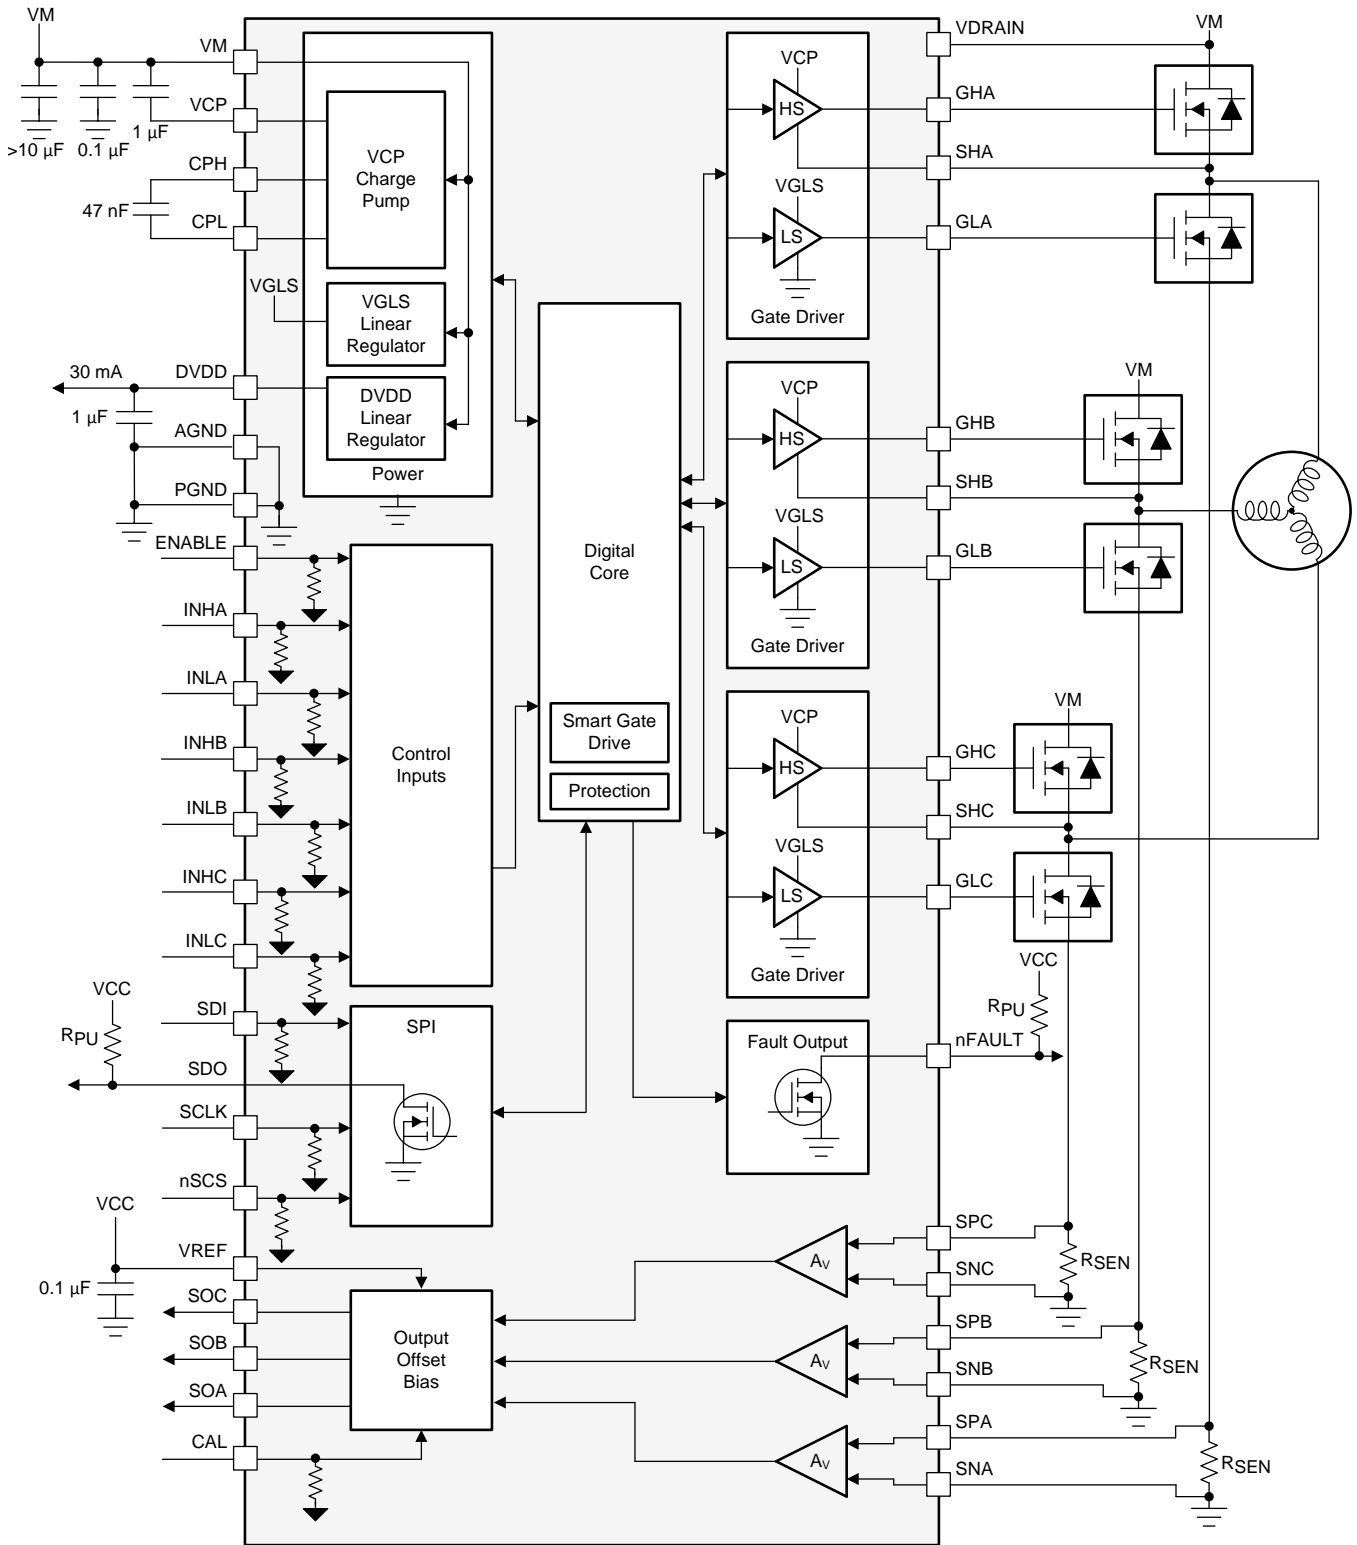 VM
VM
VCP
>10 µF
0.1 µF
1 µF
CPH
47 nF
CPL
VCP
Charge
Pump
VGLS
VGLS
Linear
Regulator
30 mA
DVDD
1 µF
DVDD
Linear
Regulator
AGND
Power
PGND
ENABLE
INHA
INLA
INHB
INLB
INHC
INLC
Control
Inputs
VCC
RPU
SDI
SDO
SCLK
nSCS
SPI
VCC
VREF
0.1 µF
SOC
SOB
SOA
CAL
Output
Offset
Bias
Digital
Core
Smart Gate
Drive
Protection
VCP
HS
VGLS
LS
Gate Driver
VCP
HS
VGLS
LS
Gate Driver
VCP
HS
VGLS
LS
Gate Driver
Fault Output
AV
AV
AV
VDRAIN
VM
GHA
SHA
GLA
VM
GHB
SHB
GLB
VM
GHC
SHC
GLC
VCC
RPU
nFAULT
SPC
SNC
RSEN
SPB
SNB
RSEN
SPA
SNA
RSEN